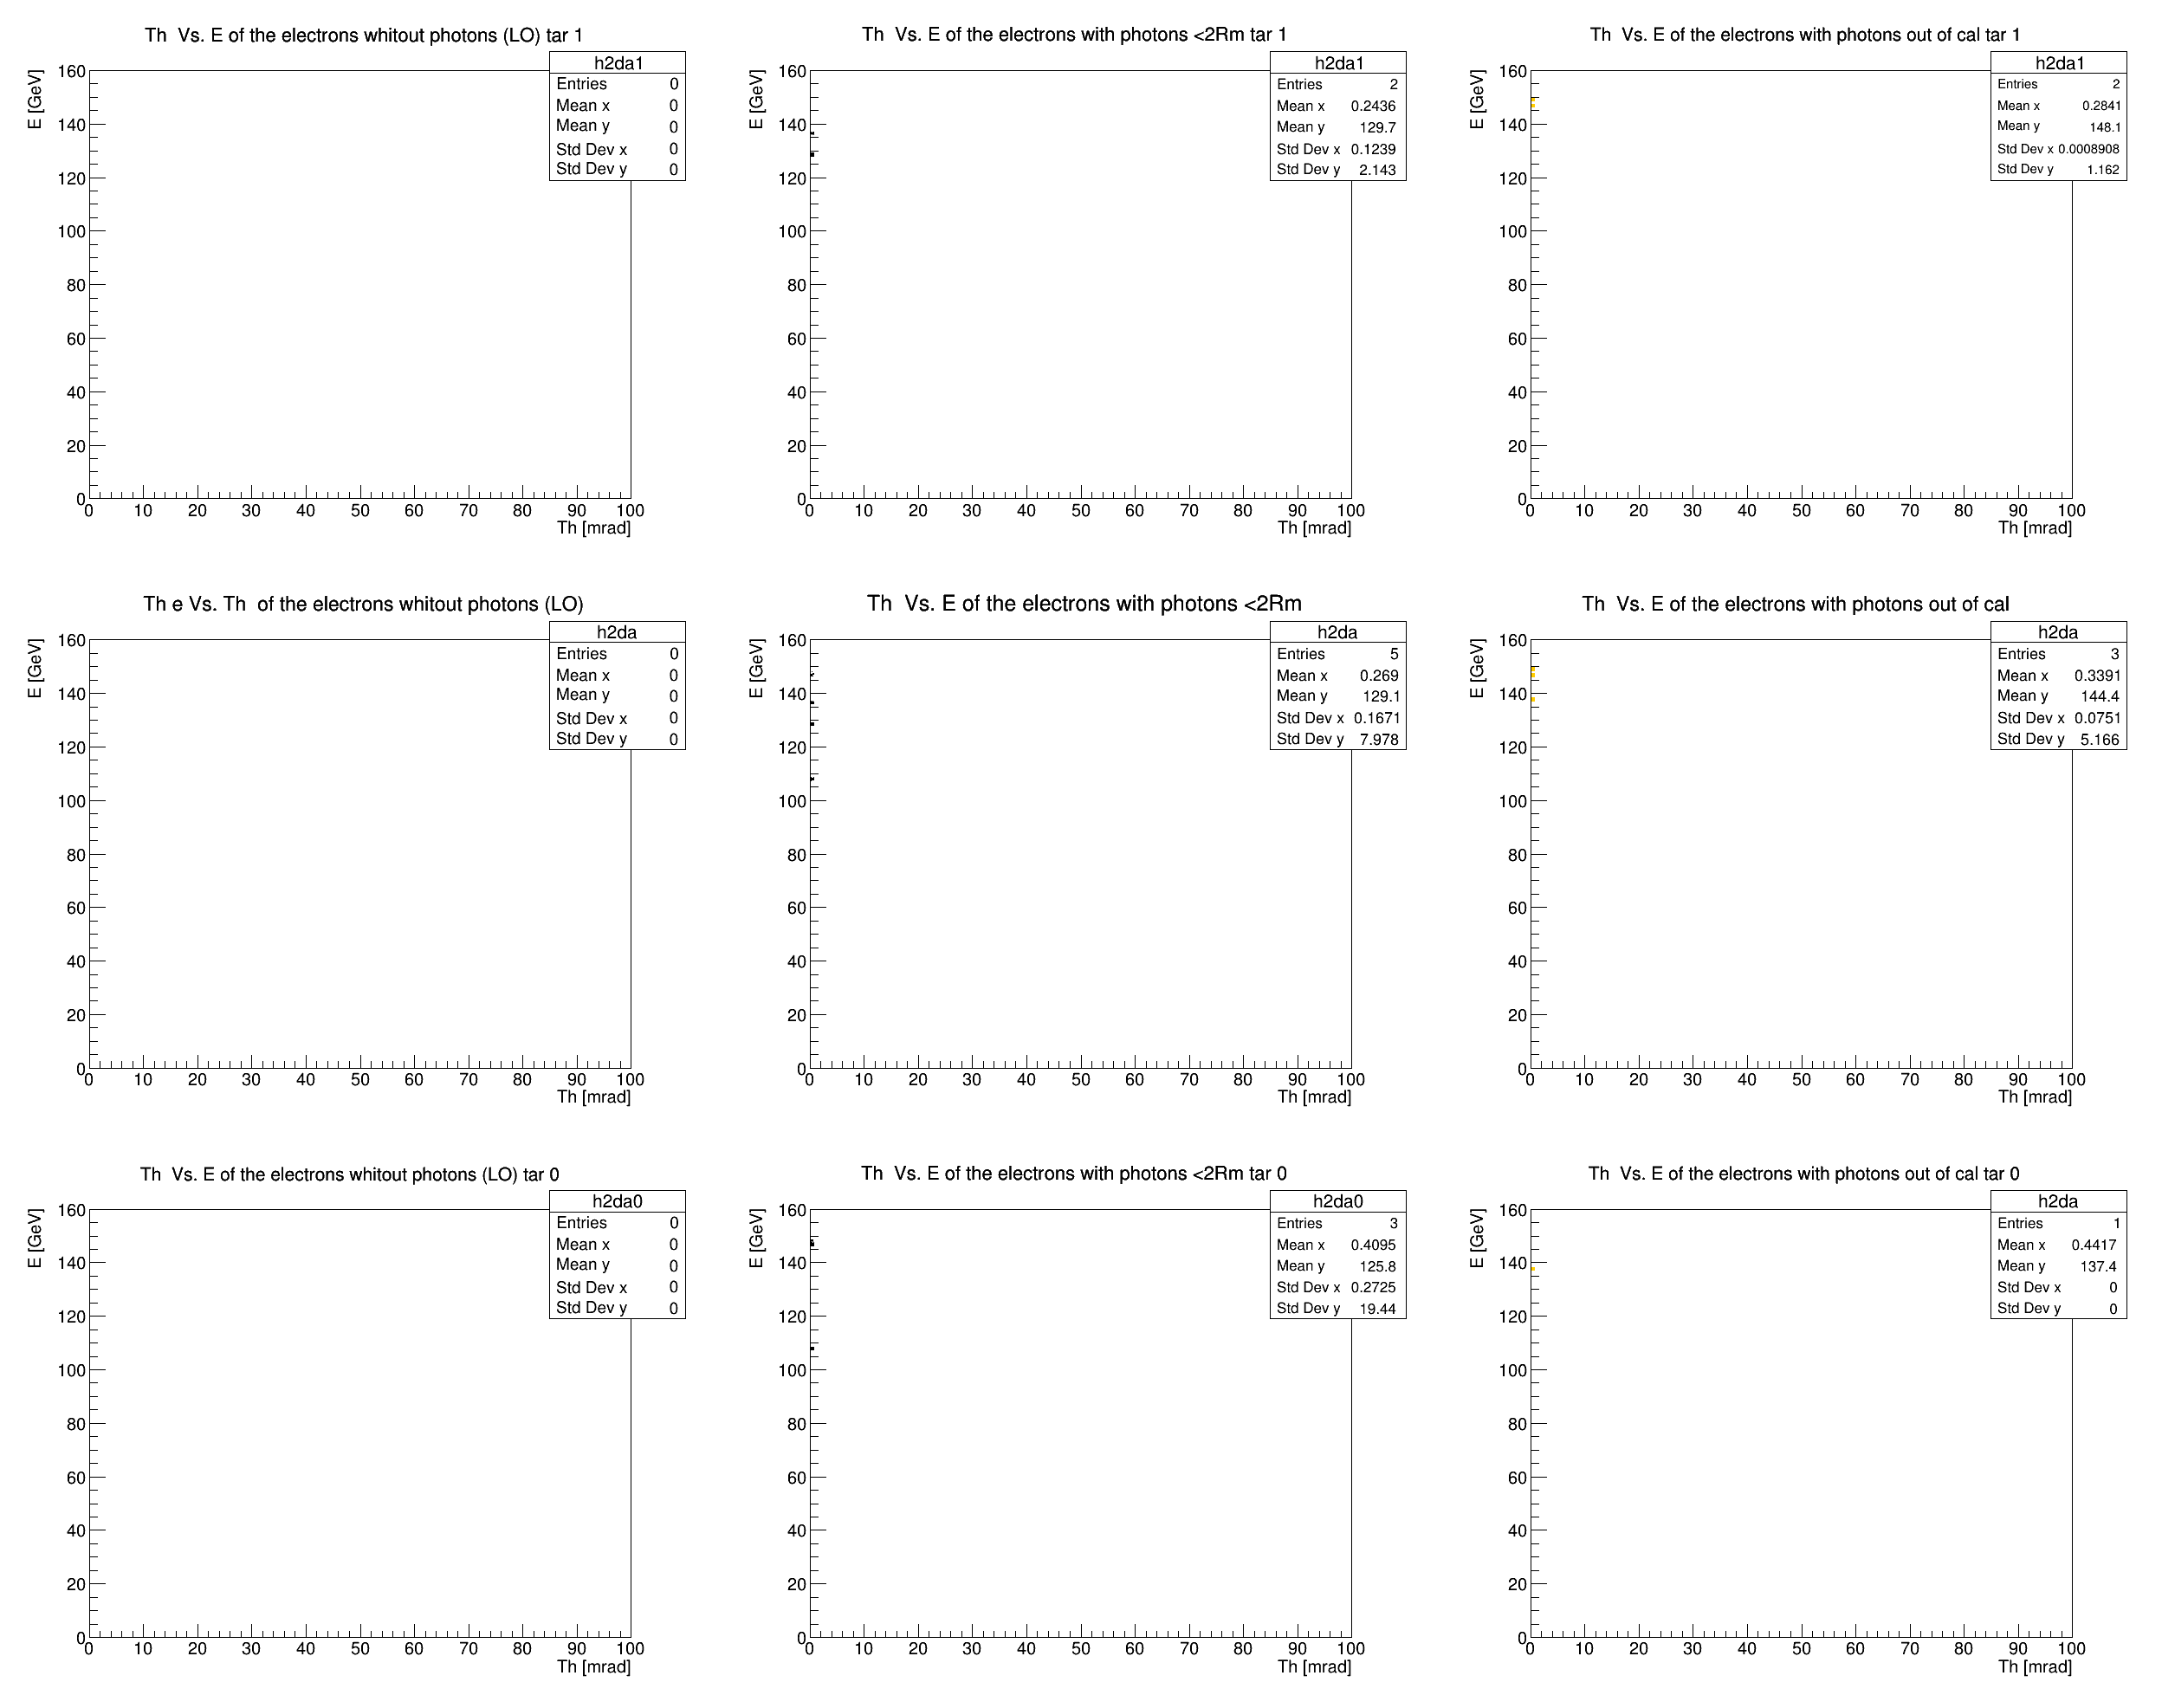 Th Vs. E of the electrons whitout photons (LO) tar 1
E [GeV]
160
140
120
100
80
60
40
20
0
0 10 20 30 40 50 60 70 80 90 100
Th [mrad]
h2da1
Entries 0
Mean x 0
Mean y 0
Std Dev x 0
Std Dev y 0
Th Vs. E of the electrons with photons <2Rm tar 1
E [GeV]
160
140
120
100
80
60
40
20
0
0 10 20 30 40 50 60 70 80 90 100
Th [mrad]
h2da1
Entries 2
Mean x 0.2436
Mean y 129.7
Std Dev x 0.1239
Std Dev y 2.143
Th Vs. E of the electrons with photons out of cal tar 1
E [GeV]
160
140
120
100
80
60
40
20
0
0 10 20 30 40 50 60 70 80 90 100
Th [mrad]
h2da1
Entries 2
Mean x 0.2841
Mean y 148.1
Std Dev x 0.0008908
Std Dev y 1.162
Th e Vs. Th of the electrons whitout photons (LO)
E [GeV]
160
140
120
100
80
60
40
20
0
0 10 20 30 40 50 60 70 80 90 100
Th [mrad]
h2da
Entries 0
Mean x 0
Mean y 0
Std Dev x 0
Std Dev y 0
Th Vs. E of the electrons with photons <2Rm
E [GeV]
160
140
120
100
80
60
40
20
0
0 10 20 30 40 50 60 70 80 90 100
Th [mrad]
h2da
Entries 5
Mean x 0.269
Mean y 129.1
Std Dev x 0.1671
Std Dev y 7.978
Th Vs. E of the electrons with photons out of cal
E [GeV]
160
140
120
100
80
60
40
20
0
0 10 20 30 40 50 60 70 80 90 100
Th [mrad]
h2da
Entries 3
Mean x 0.3391
Mean y 144.4
Std Dev x 0.0751
Std Dev y 5.166
Th Vs. E of the electrons whitout photons (LO) tar 0
E [GeV]
160
140
120
100
80
60
40
20
0
0 10 20 30 40 50 60 70 80 90 100
Th [mrad]
h2da0
Entries 0
Mean x 0
Mean y 0
Std Dev x 0
Std Dev y 0
Th Vs. E of the electrons with photons <2Rm tar 0
E [GeV]
160
140
120
100
80
60
40
20
0
0 10 20 30 40 50 60 70 80 90 100
Th [mrad]
h2da0
Entries 3
Mean x 0.4095
Mean y 125.8
Std Dev x 0.2725
Std Dev y 19.44
Th Vs. E of the electrons with photons out of cal tar 0
E [GeV]
160
140
120
100
80
60
40
20
0
0 10 20 30 40 50 60 70 80 90 100
Th [mrad]
h2da
Entries 1
Mean x 0.4417
Mean y 137.4
Std Dev x 0
Std Dev y 0